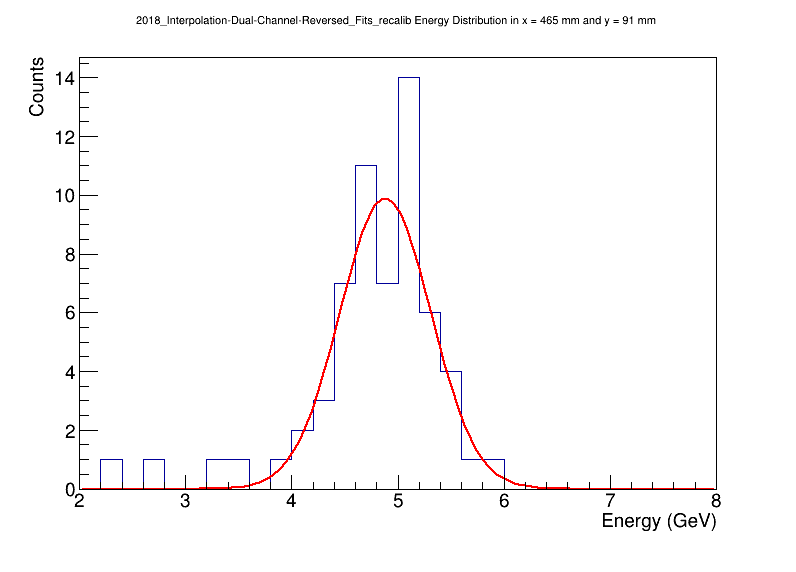 2018_Interpolation-Dual-Channel-Reversed_Fits_recalib Energy Distribution in x = 465 mm and y = 91 mm
Counts
14
12
10
8
6
4
2
0
2 3 4 5 6 7 8
Energy (GeV)